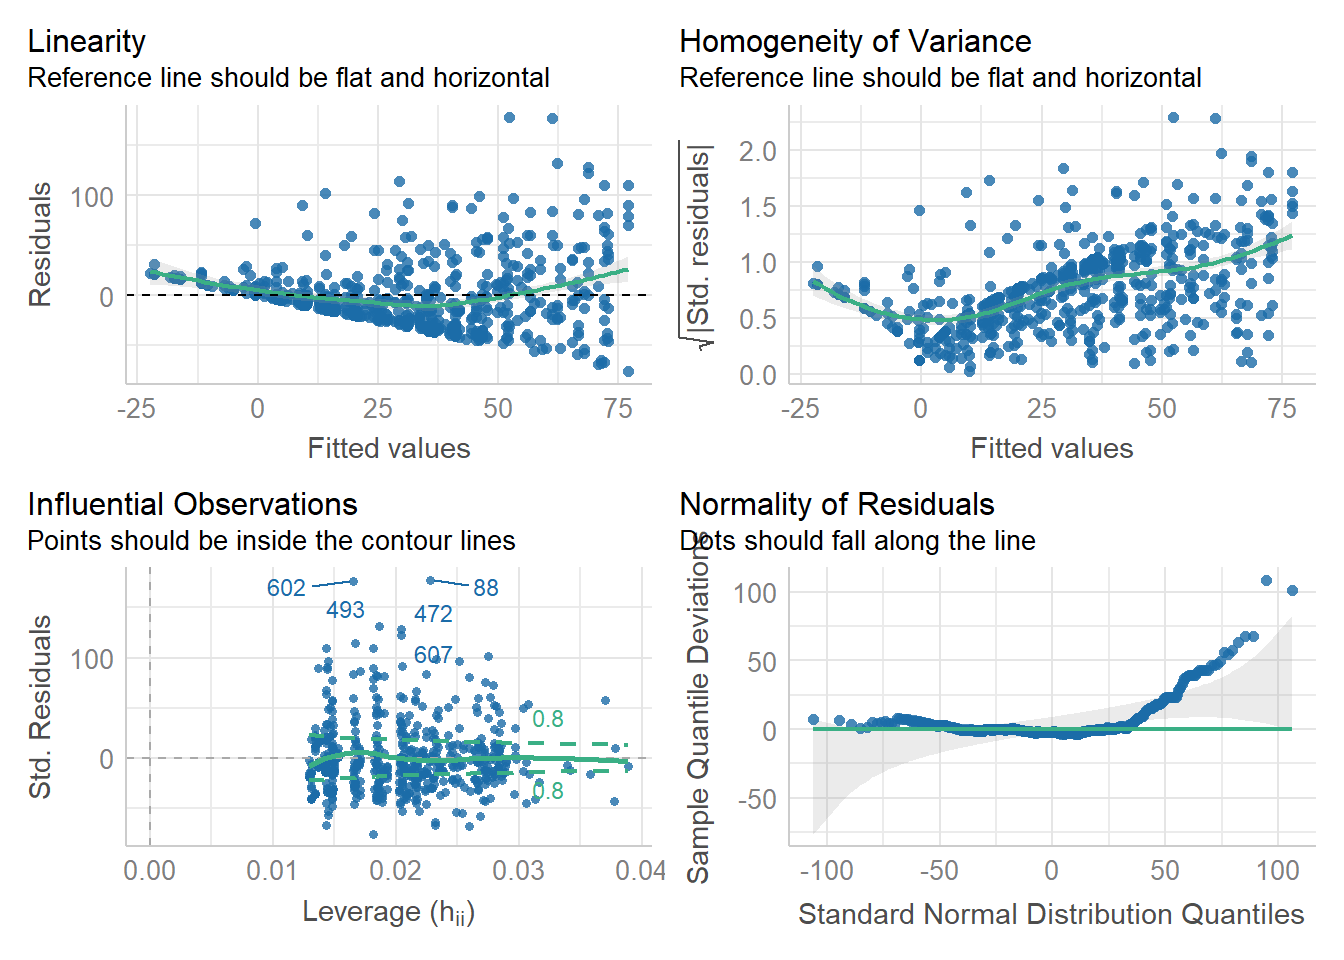 Linearity
Reference line should be flat and horizontal
100
0
Residuals
-25 0 25 50 75
Fitted values
Homogeneity of Variance
Reference line should be flat and horizontal
2.0
1.5
1.0
0.5
0.0
√|Std. residuals|
-25 0 25 50 75
Fitted values
Influential Observations
Points should be inside the contour lines
602
88
493
472
607
0.8
0.8
100
0
Std. Residuals
0.00 0.01 0.02 0.03 0.04
Leverage (hii)
Normality of Residuals
Dots should fall along the line
100
50
0
-50
Sample Quantile Deviations
-100 -50 0 50 100
Standard Normal Distribution Quantiles